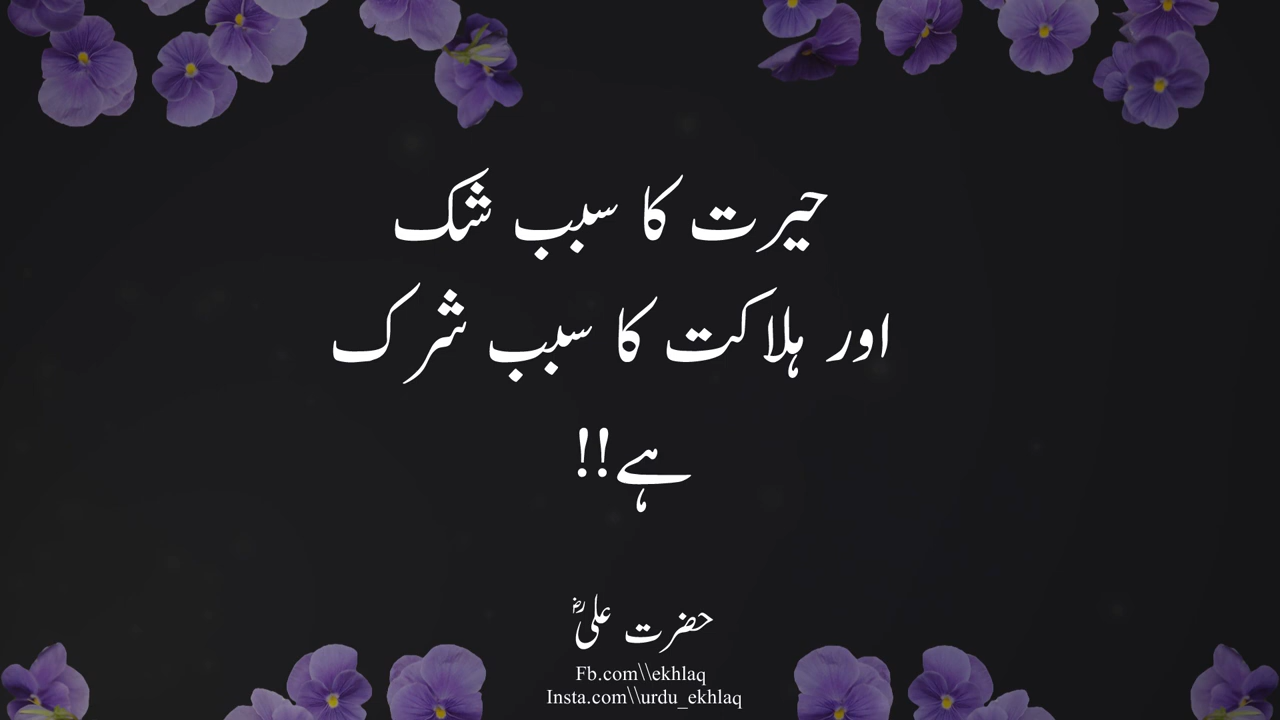 حیرت کا سبب شک
اور ہلاکت کا سبب شرک
ہے!!
حضرت علیؓ
Fb.com\\ekhlaq
Insta.com\\urdu_ekhlaq